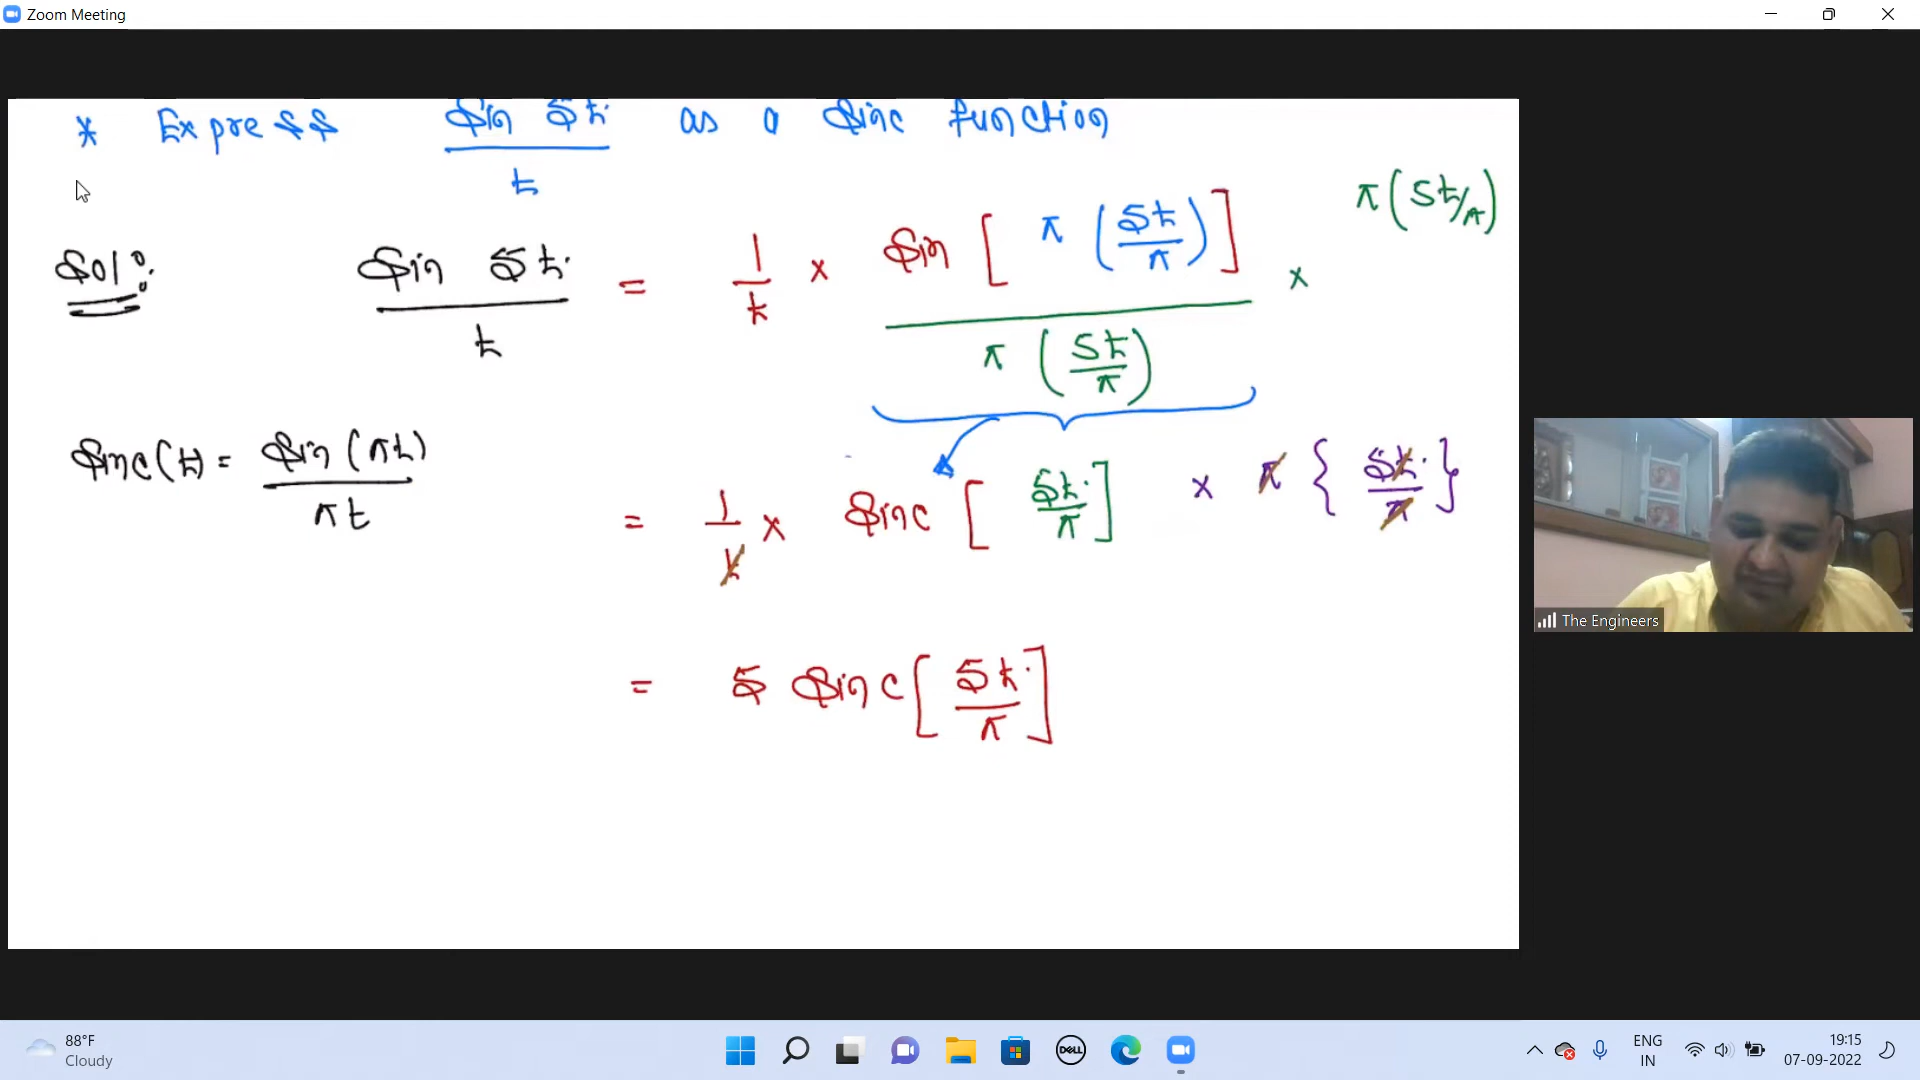 Zoom Meeting
* Express sin 5t / t as a sinc function
Sol:
sin 5t / t = 1/t × sin [ π ( 5t/π ) ] / π ( 5t/π ) × π ( 5t/π )
sinc(t) = sin (πt) / πt
= 1/t × sinc [ 5t/π ] × π { 5t/π }
= 5 sinc [ 5t/π ]
The Engineers
88°F
Cloudy
DELL
ENG
IN
19:15
07-09-2022